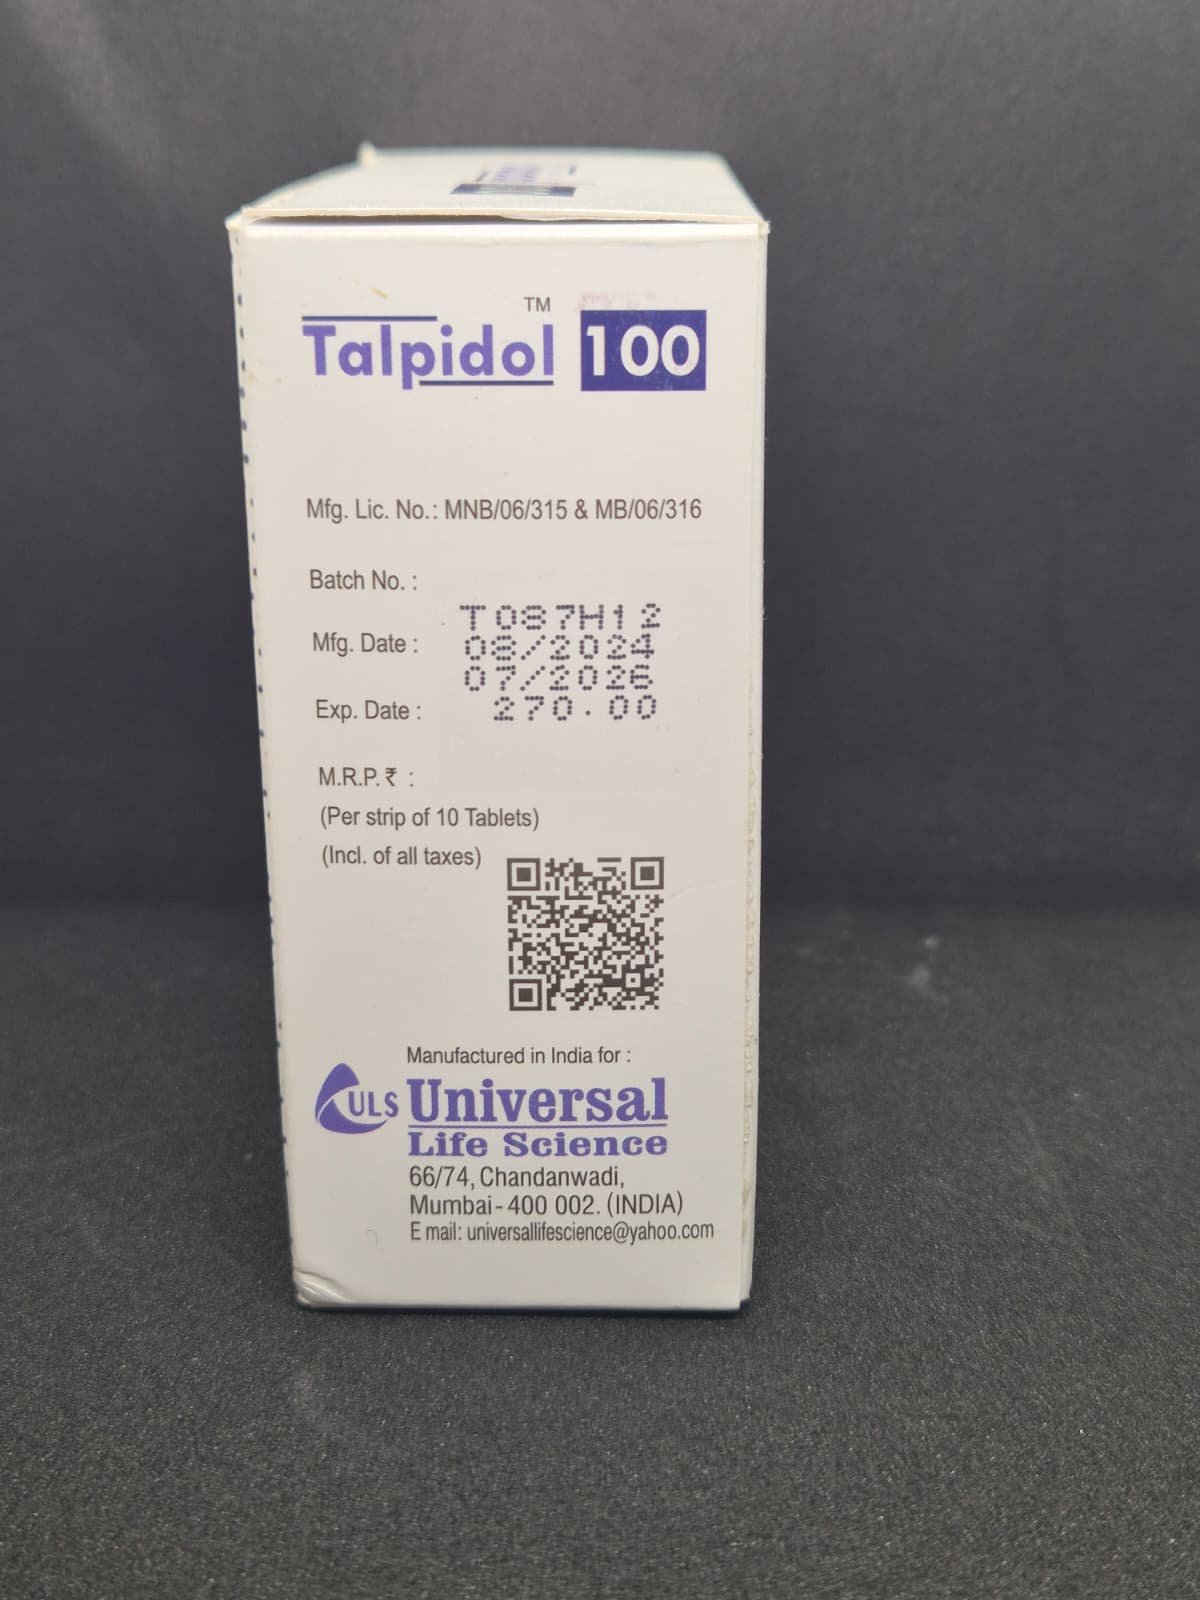 Talpidol™ 100
Mfg. Lic. No.: MNB/06/315 & MB/06/316
Batch No. :
T087H12
Mfg. Date :
08/2024
07/2026
Exp. Date :
270.00
M.R.P. ₹ :
(Per strip of 10 Tablets)
(Incl. of all taxes)
Manufactured in India for :
ULS Universal
Life Science
66/74, Chandanwadi,
Mumbai - 400 002. (INDIA)
E mail: universallifescience@yahoo.com